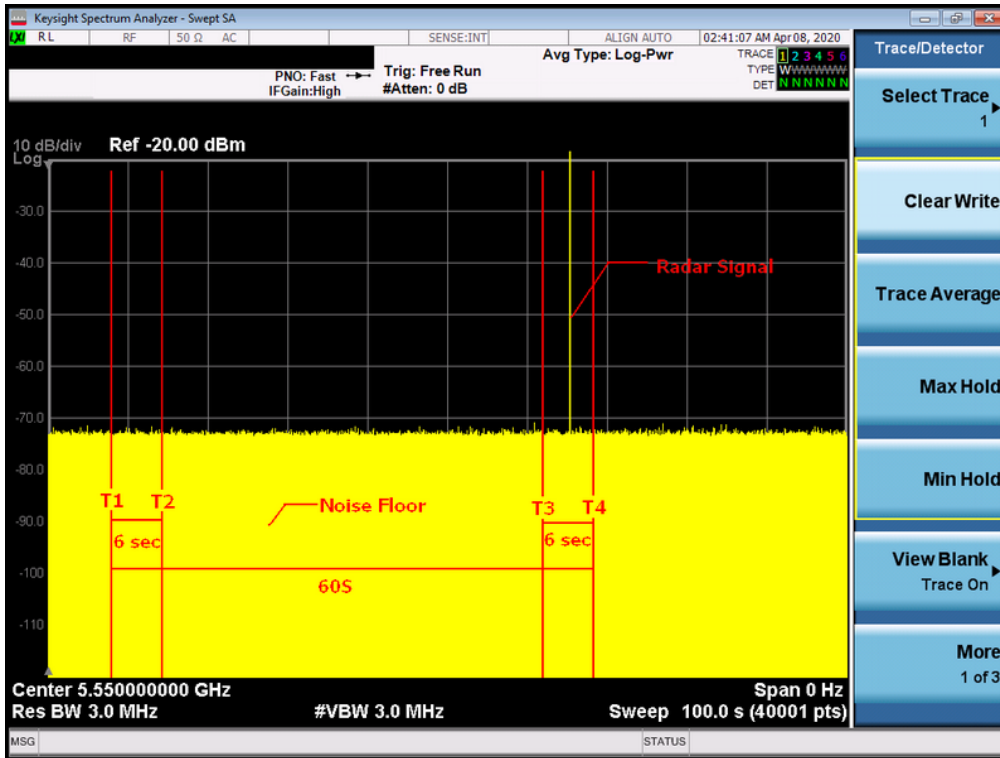 Keysight Spectrum Analyzer - Swept SA
LXI RL RF 50 Ω AC SENSE:INT ALIGN AUTO 02:41:07 AM Apr 08, 2020
PNO: Fast
IFGain:High
Trig: Free Run
#Atten: 0 dB
Avg Type: Log-Pwr
TRACE 1 2 3 4 5 6
TYPE WWWWWW
DET N N N N N N
10 dB/div
Log
Ref -20.00 dBm
-30.0
-40.0
-50.0
-60.0
-70.0
-80.0
-90.0
-100
-110
Radar Signal
T1 T2
Noise Floor
T3 T4
6 sec
6 sec
60S
Center 5.550000000 GHz
Span 0 Hz
Res BW 3.0 MHz
#VBW 3.0 MHz
Sweep 100.0 s (40001 pts)
MSG
STATUS
Trace/Detector
Select Trace
1
Clear Write
Trace Average
Max Hold
Min Hold
View Blank
Trace On
More
1 of 3